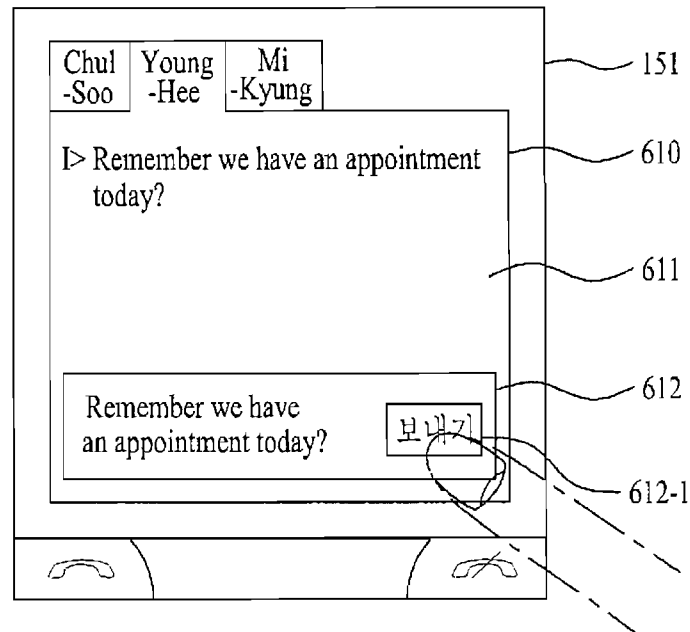 Chul
-Soo
Young
-Hee
Mi
-Kyung
I> Remember we have an appointment
today?
Remember we have
an appointment today?
보내기
151
610
611
612
612-1